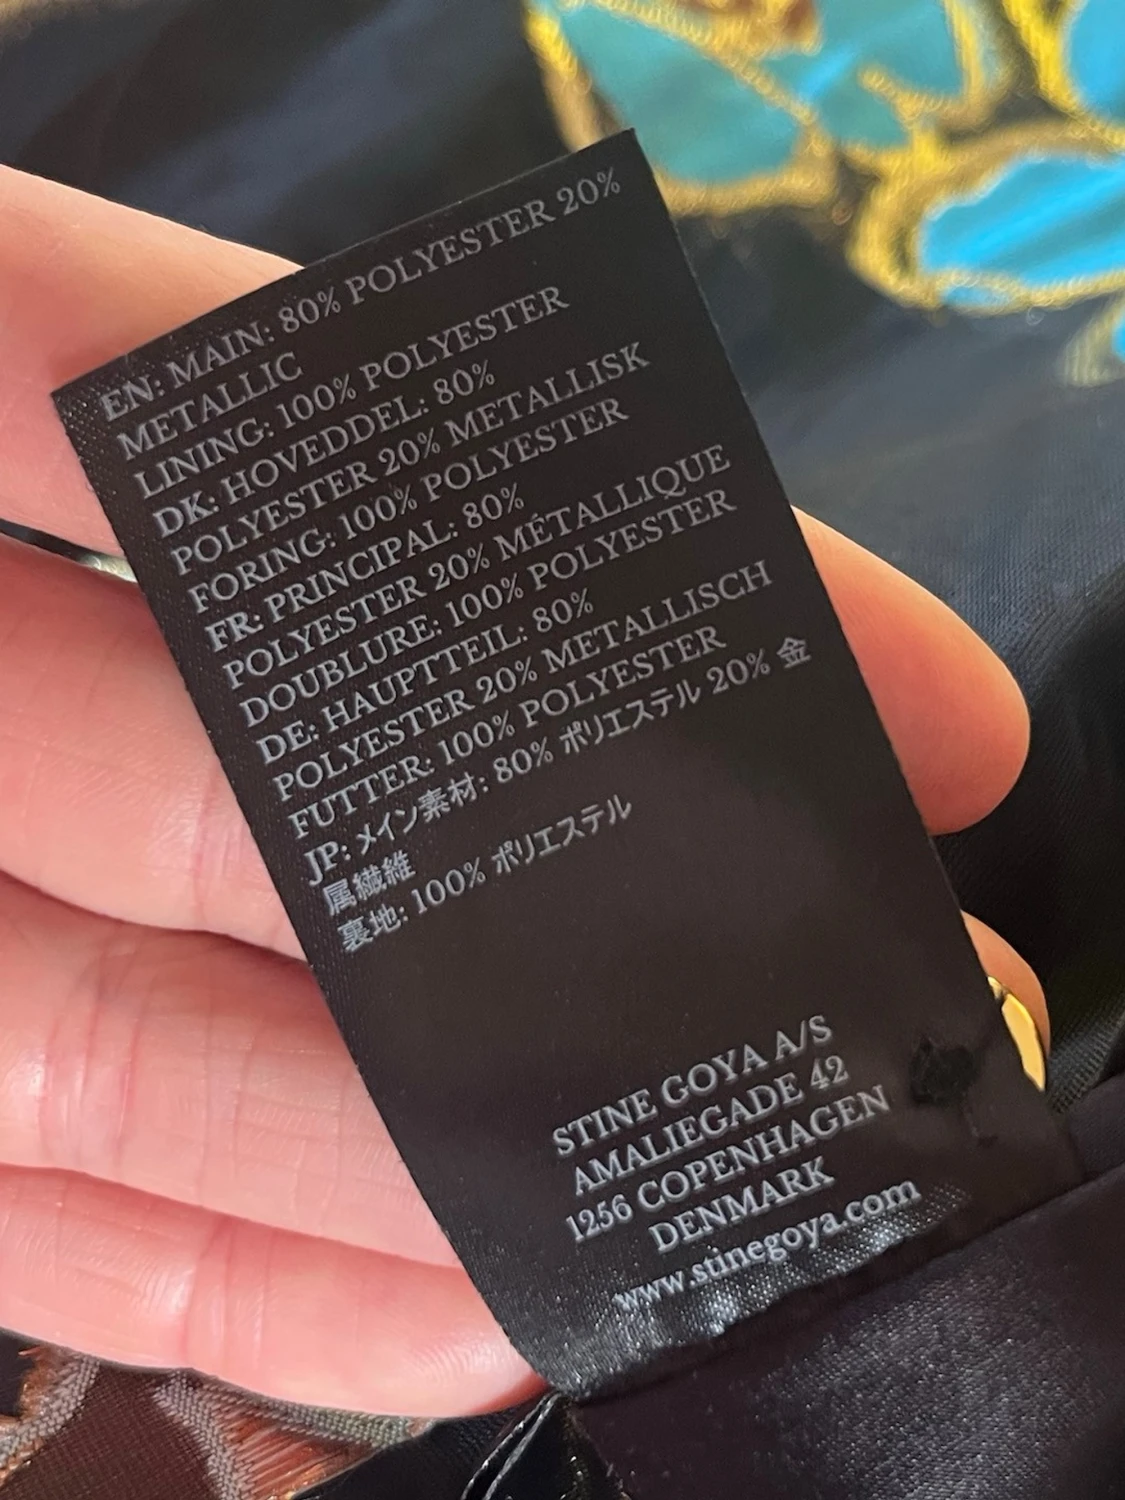 EN: MAIN: 80% POLYESTER 20%
METALLIC
LINING: 100% POLYESTER
DK: HOVEDDEL: 80%
POLYESTER 20% METALLISK
FORING: 100% POLYESTER
FR: PRINCIPAL: 80%
POLYESTER 20% MÉTALLIQUE
DOUBLURE: 100% POLYESTER
DE: HAUPTTEIL: 80%
POLYESTER 20% METALLISCH
FUTTER: 100% POLYESTER
JP: メイン素材: 80% ポリエステル 20% 金
属繊維
裏地: 100% ポリエステル
STINE GOYA A/S
AMALIEGADE 42
1256 COPENHAGEN
DENMARK
www.stinegoya.com